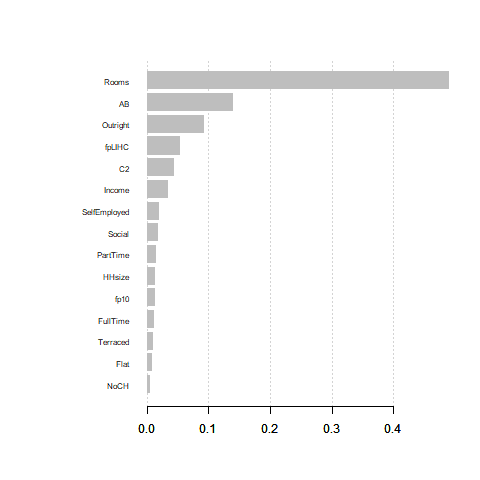 Rooms
AB
Outright
fpLIHC
C2
Income
SelfEmployed
Social
PartTime
HHsize
fp10
FullTime
Terraced
Flat
NoCH
0.0 0.1 0.2 0.3 0.4